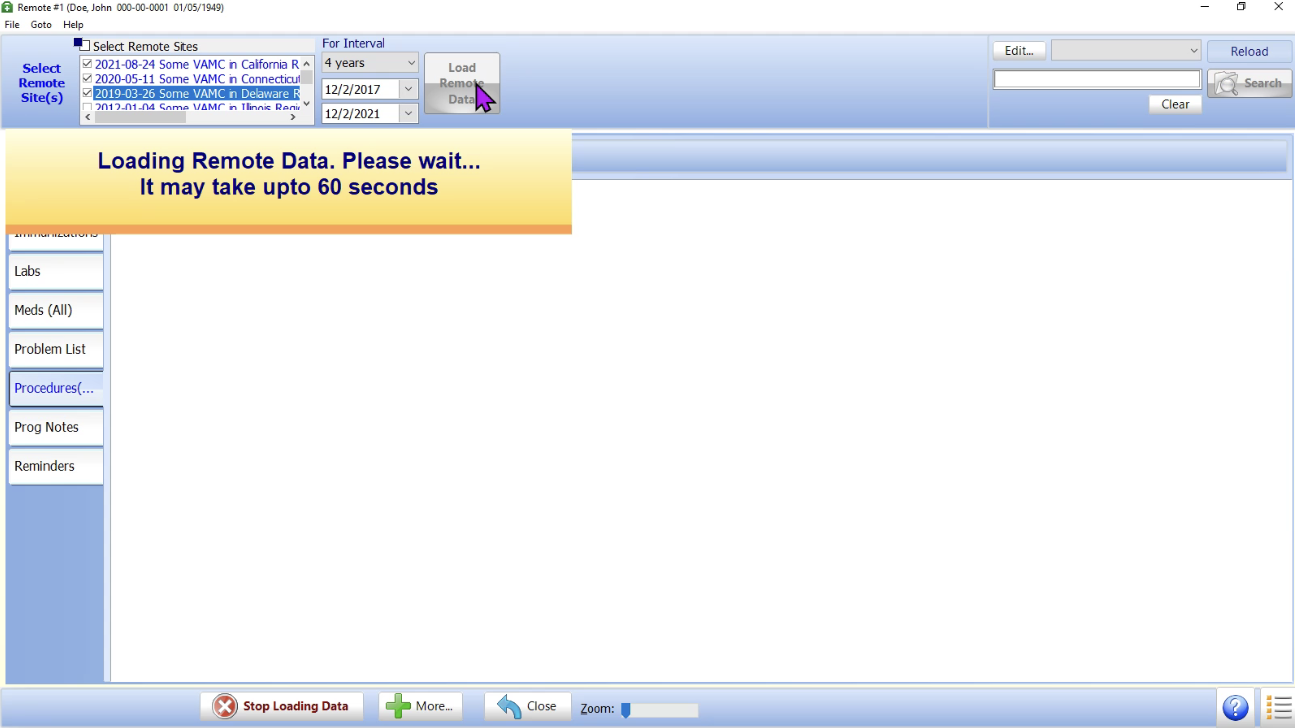 Remote #1 (Doe, John 000-00-0001 01/05/1949)
File Goto Help
Select Remote Site(s)
Select Remote Sites
2021-08-24 Some VAMC in California R
2020-05-11 Some VAMC in Connecticut
2019-03-26 Some VAMC in Delaware R
2012-01-04 Some VAMC in Illinois Regi
For Interval
4 years
12/2/2017
12/2/2021
Load Remote Data
Edit...
Reload
Search
Clear
Loading Remote Data. Please wait...
It may take upto 60 seconds
Immunizations
Labs
Meds (All)
Problem List
Procedures(...
Prog Notes
Reminders
Stop Loading Data
More...
Close
Zoom: